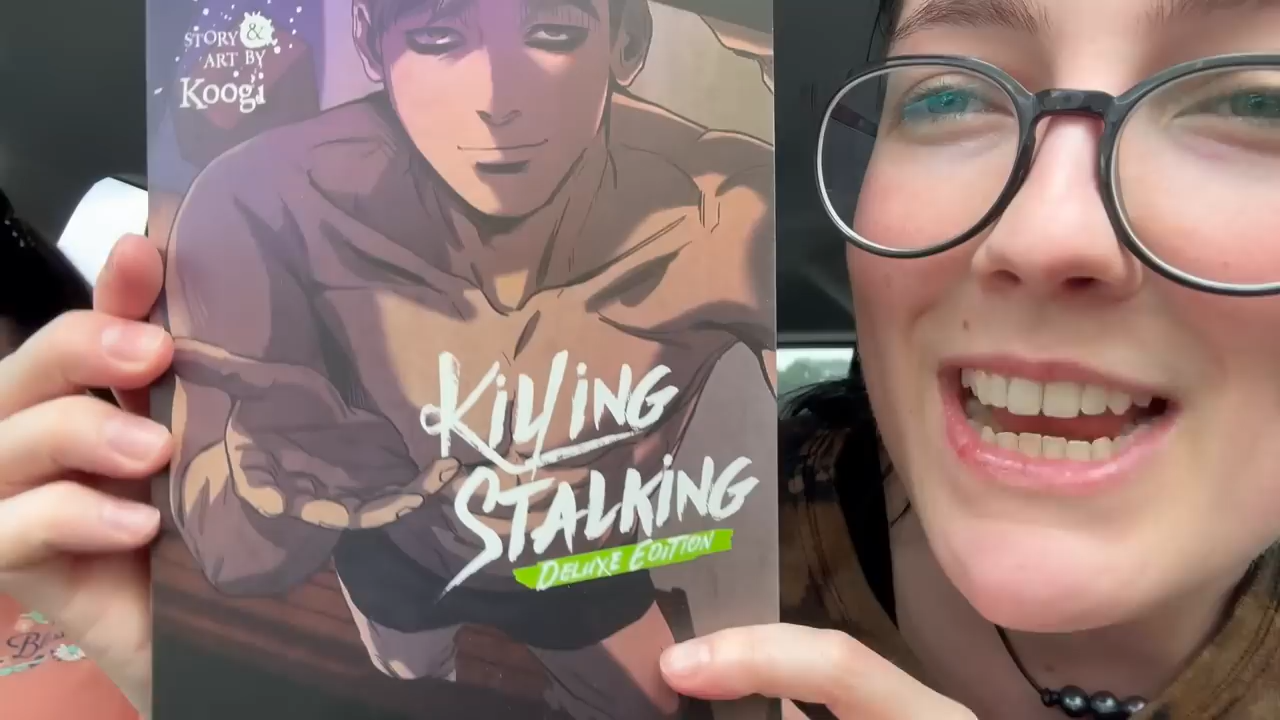 STORY &
ART BY
Koogi
KiLLiNG
STALKiNG
DELUXE EDiTiON